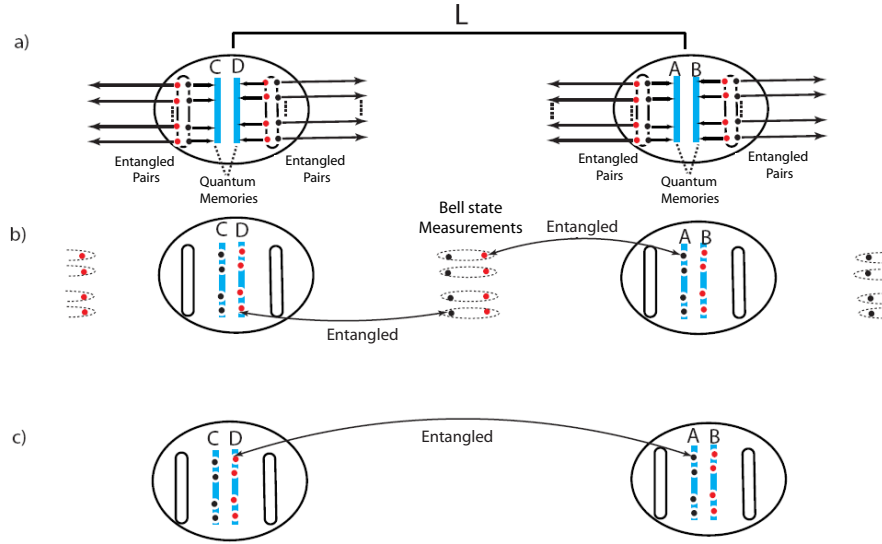 L
a)
C D
A B
Entangled
Pairs
Quantum
Memories
Entangled
Pairs
Entangled
Pairs
Quantum
Memories
Entangled
Pairs
b)
C D
Bell state
Measurements
Entangled
A B
Entangled
c)
C D
Entangled
A B